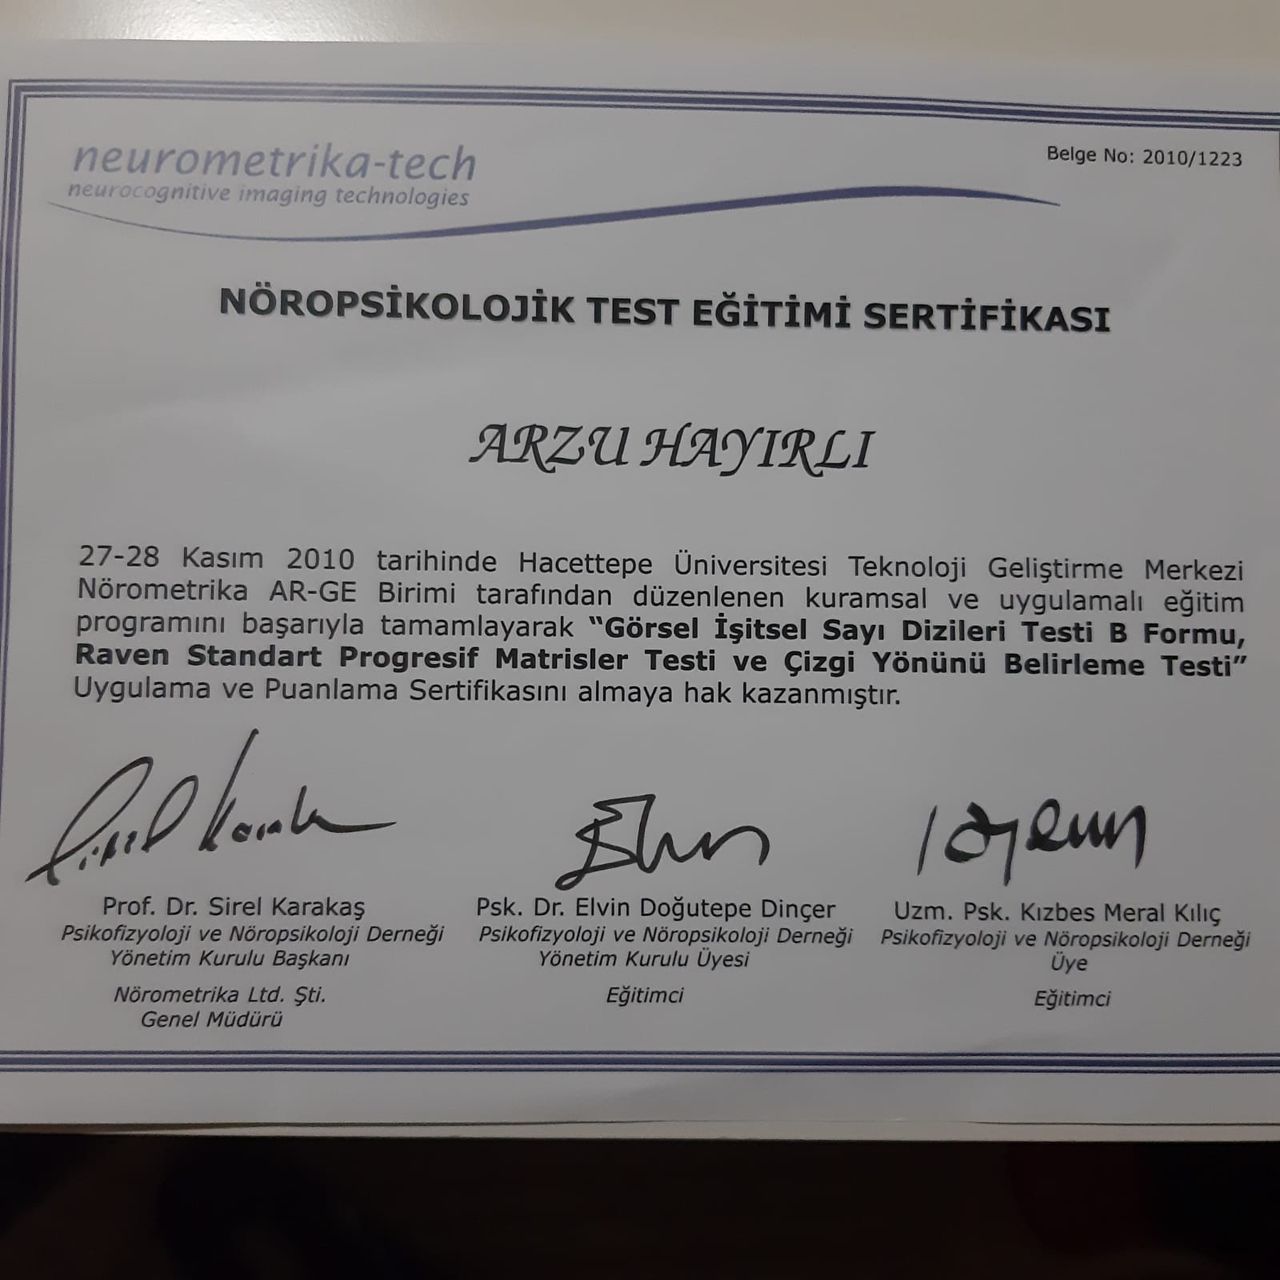 neurometrika-tech
neurocognitive imaging technologies
Belge No: 2010/1223
NÖROPSİKOLOJİK TEST EĞİTİMİ SERTİFİKASI
ARZU HAYIRLI
27-28 Kasım 2010 tarihinde Hacettepe Üniversitesi Teknoloji Geliştirme Merkezi
Nörometrika AR-GE Birimi tarafından düzenlenen kuramsal ve uygulamalı eğitim
programını başarıyla tamamlayarak “Görsel İşitsel Sayı Dizileri Testi B Formu,
Raven Standart Progresif Matrisler Testi ve Çizgi Yönünü Belirleme Testi”
Uygulama ve Puanlama Sertifikasını almaya hak kazanmıştır.
Sirel Karakaş
Prof. Dr. Sirel Karakaş
Psikofizyoloji ve Nöropsikoloji Derneği
Yönetim Kurulu Başkanı
Nörometrika Ltd. Şti.
Genel Müdürü
Psk. Dr. Elvin Doğutepe Dinçer
Psikofizyoloji ve Nöropsikoloji Derneği
Yönetim Kurulu Üyesi
Eğitimci
Uzm. Psk. Kızbes Meral Kılıç
Psikofizyoloji ve Nöropsikoloji Derneği
Üye
Eğitimci